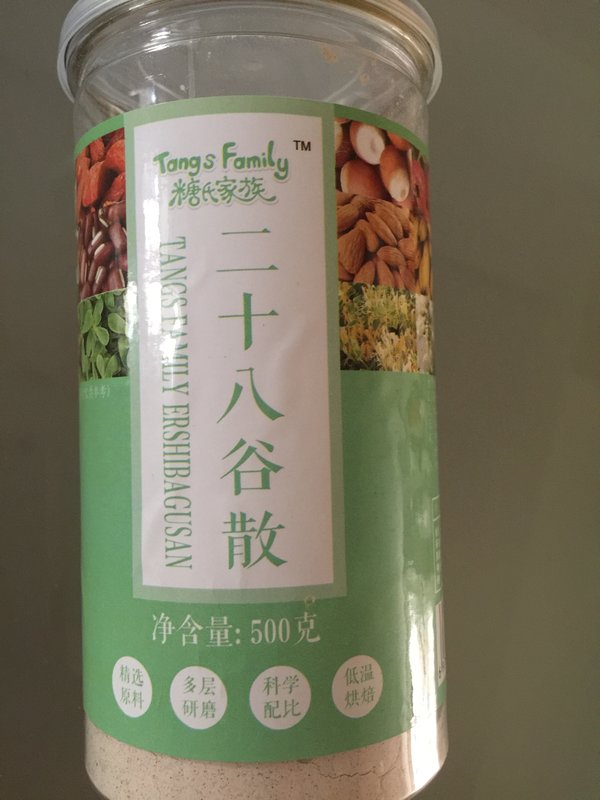 Tangs Family TM
糖氏家族
二十八谷散
TANGS FAMILY ERSHIBAGUSAN
净含量: 500克
精选
原料
多层
研磨
科学
配比
低温
烘焙